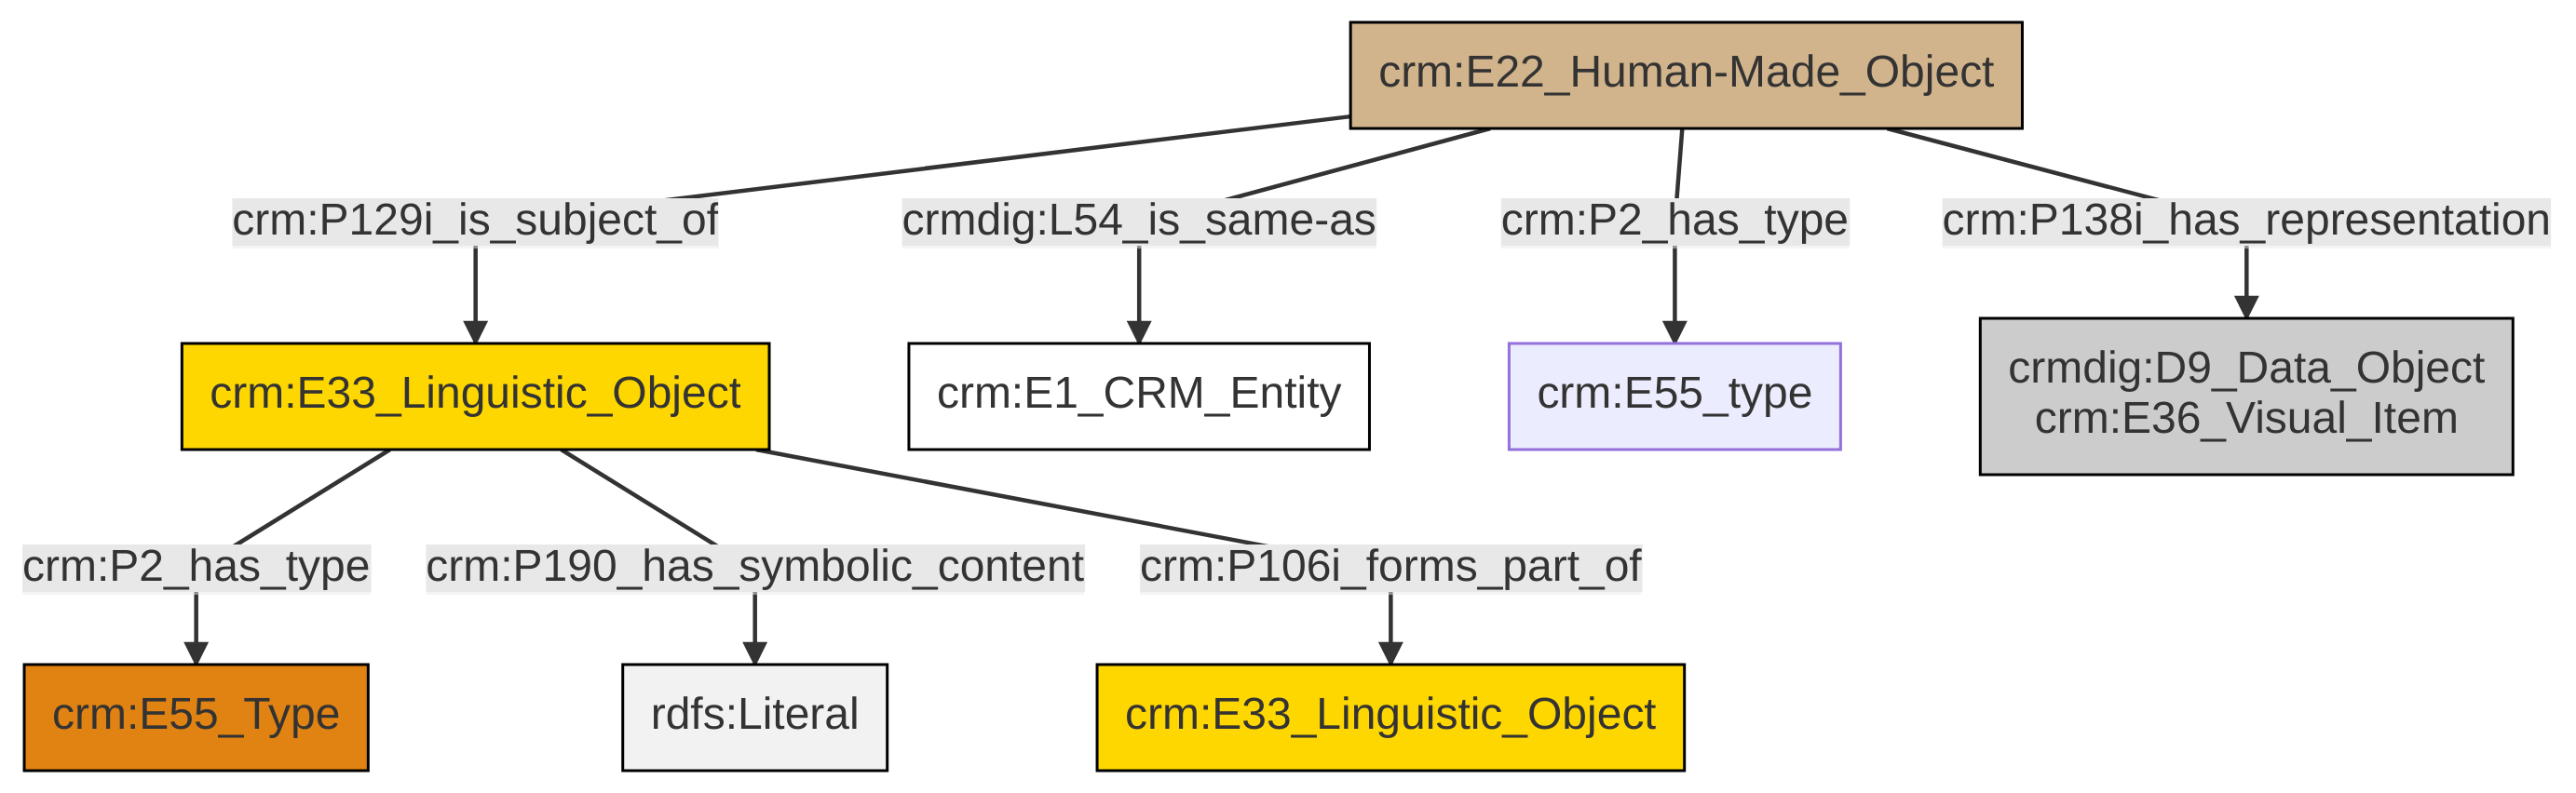 crm:E22_Human-Made_Object
crm:P129i_is_subject_of
crmdig:L54_is_same-as
crm:P2_has_type
crm:P138i_has_representation
crm:E33_Linguistic_Object
crm:E1_CRM_Entity
crm:E55_type
crmdig:D9_Data_Object
crm:E36_Visual_Item
crm:P2_has_type
crm:P190_has_symbolic_content
crm:P106i_forms_part_of
crm:E55_Type
rdfs:Literal
crm:E33_Linguistic_Object